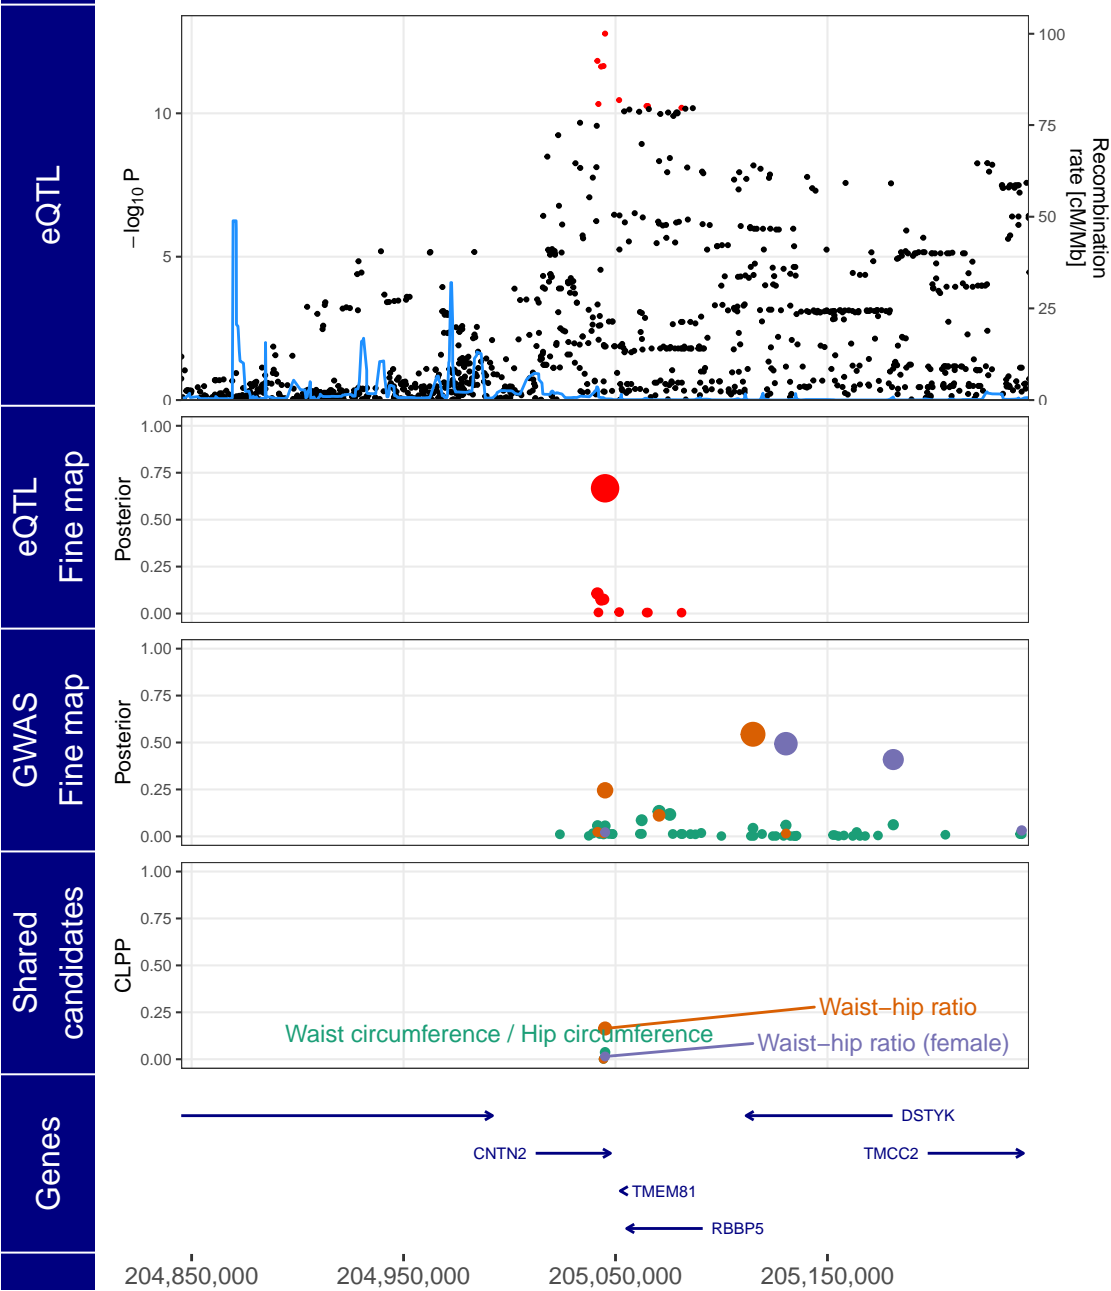 eQTL
−log10 P
10
5
0
100
75
50
25
0
Recombination
rate [cM/Mb]
eQTL
Fine map
Posterior
1.00
0.75
0.50
0.25
0.00
GWAS
Fine map
Posterior
1.00
0.75
0.50
0.25
0.00
Shared
candidates
CLPP
1.00
0.75
0.50
0.25
0.00
Waist−hip ratio
Waist circumference / Hip circumference
Waist−hip ratio (female)
Genes
DSTYK
CNTN2
TMCC2
TMEM81
RBBP5
204,850,000
204,950,000
205,050,000
205,150,000